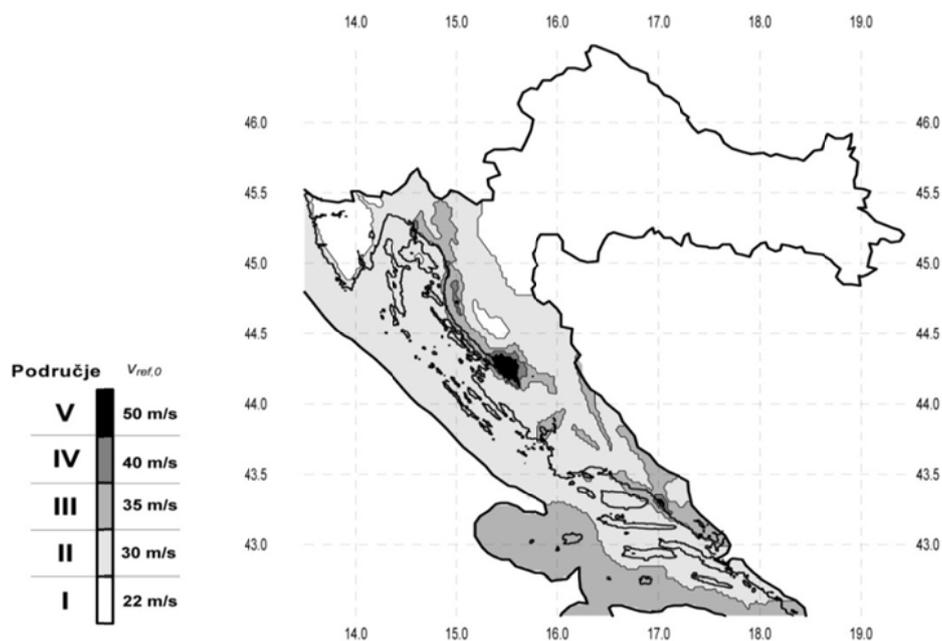 14.0 15.0 16.0 17.0 18.0 19.0
46.0 46.0
45.5 45.5
45.0 45.0
44.5 44.5
44.0 44.0
43.5 43.5
43.0 43.0
14.0 15.0 16.0 17.0 18.0 19.0
Područje vref,0
V 50 m/s
IV 40 m/s
III 35 m/s
II 30 m/s
I 22 m/s